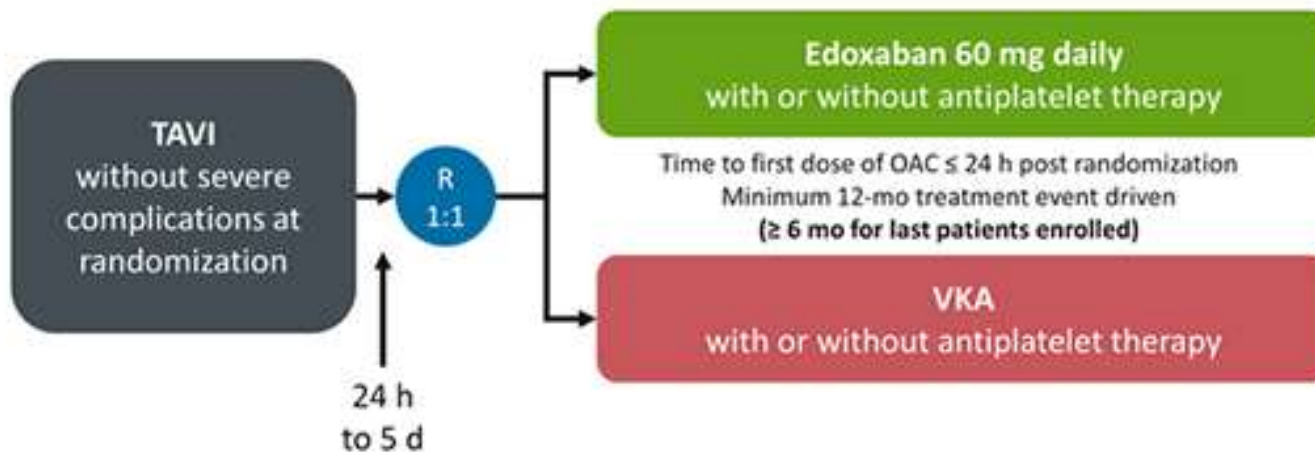 TAVI
without severe
complications at
randomization
24 h
to 5 d
R
1:1
Edoxaban 60 mg daily
with or without antiplatelet therapy
Time to first dose of OAC ≤ 24 h post randomization
Minimum 12-mo treatment event driven
(≥ 6 mo for last patients enrolled)
VKA
with or without antiplatelet therapy